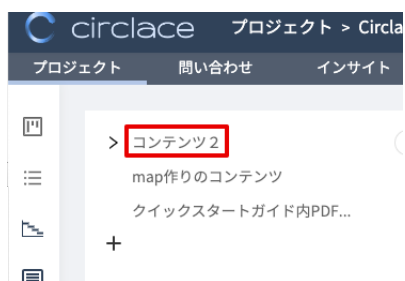 circlace プロジェクト > Circla
プロジェクト 問い合わせ インサイト
> コンテンツ２
map作りのコンテンツ
クイックスタートガイド内PDF...
+